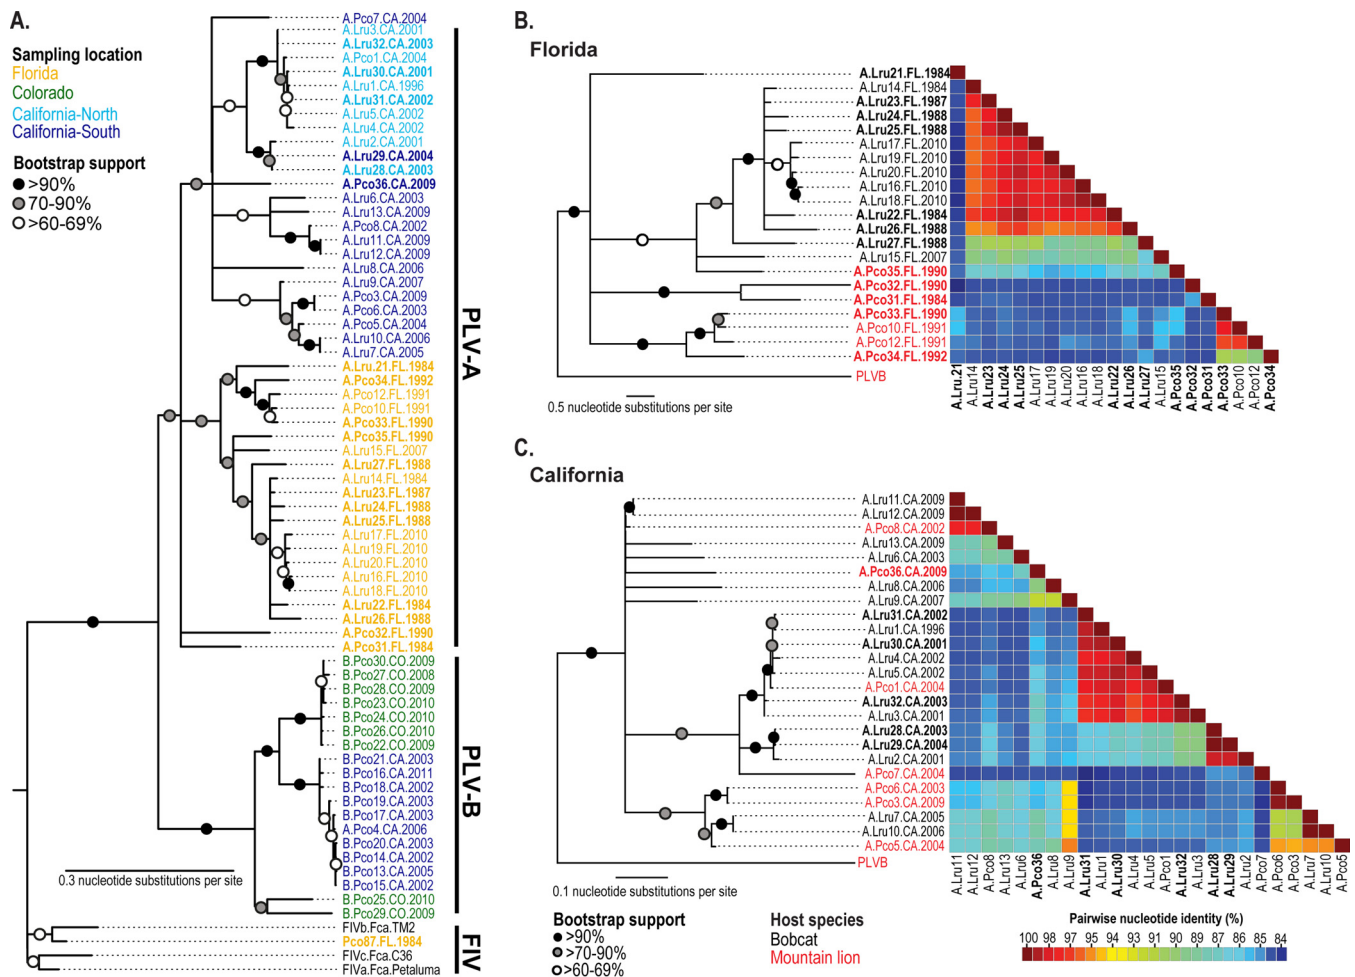 A.
Sampling location
Florida
Colorado
California-North
California-South
Bootstrap support
>90%
70-90%
>60-69%
A.Pco7.CA.2004
A.Lru3.CA.2001
A.Lru32.CA.2003
A.Pco1.CA.2004
A.Lru30.CA.2001
A.Lru1.CA.1996
A.Lru31.CA.2002
A.Lru5.CA.2002
A.Lru4.CA.2002
A.Lru2.CA.2001
A.Lru29.CA.2004
A.Lru28.CA.2003
A.Pco36.CA.2009
A.Lru6.CA.2003
A.Lru13.CA.2009
A.Pco8.CA.2002
A.Lru11.CA.2009
A.Lru12.CA.2009
A.Lru8.CA.2006
A.Lru9.CA.2007
A.Pco3.CA.2009
A.Pco6.CA.2003
A.Pco5.CA.2004
A.Lru10.CA.2006
A.Lru7.CA.2005
A.Lru.21.FL.1984
A.Pco34.FL.1992
A.Pco12.FL.1991
A.Pco10.FL.1991
A.Pco33.FL.1990
A.Pco35.FL.1990
A.Lru15.FL.2007
A.Lru27.FL.1988
A.Lru14.FL.1984
A.Lru23.FL.1987
A.Lru24.FL.1988
A.Lru25.FL.1988
A.Lru17.FL.2010
A.Lru19.FL.2010
A.Lru20.FL.2010
A.Lru16.FL.2010
A.Lru18.FL.2010
A.Lru22.FL.1984
A.Lru26.FL.1988
A.Pco32.FL.1990
A.Pco31.FL.1984
PLV-A
B.Pco30.CO.2009
B.Pco27.CO.2008
B.Pco28.CO.2009
B.Pco23.CO.2010
B.Pco24.CO.2010
B.Pco26.CO.2010
B.Pco22.CO.2009
B.Pco21.CA.2003
B.Pco16.CA.2011
B.Pco18.CA.2002
B.Pco19.CA.2003
B.Pco17.CA.2003
A.Pco4.CA.2006
B.Pco20.CA.2003
B.Pco14.CA.2002
B.Pco13.CA.2005
B.Pco15.CA.2002
B.Pco25.CO.2010
B.Pco29.CO.2009
PLV-B
0.3 nucleotide substitutions per site
FIVb.Fca.TM2
Pco87.FL.1984
FIVc.Fca.C36
FIVa.Fca.Petaluma
FIV
B.
Florida
A.Lru21.FL.1984
A.Lru14.FL.1984
A.Lru23.FL.1987
A.Lru24.FL.1988
A.Lru25.FL.1988
A.Lru17.FL.2010
A.Lru19.FL.2010
A.Lru20.FL.2010
A.Lru16.FL.2010
A.Lru18.FL.2010
A.Lru22.FL.1984
A.Lru26.FL.1988
A.Lru27.FL.1988
A.Lru15.FL.2007
A.Pco35.FL.1990
A.Pco32.FL.1990
A.Pco31.FL.1984
A.Pco33.FL.1990
A.Pco10.FL.1991
A.Pco12.FL.1991
A.Pco34.FL.1992
PLVB
0.5 nucleotide substitutions per site
A.Lru.21
A.Lru14
A.Lru23
A.Lru24
A.Lru25
A.Lru17
A.Lru19
A.Lru20
A.Lru16
A.Lru18
A.Lru22
A.Lru26
A.Lru27
A.Lru15
A.Pco35
A.Pco32
A.Pco31
A.Pco33
A.Pco10
A.Pco12
A.Pco34
C.
California
A.Lru11.CA.2009
A.Lru12.CA.2009
A.Pco8.CA.2002
A.Lru13.CA.2009
A.Lru6.CA.2003
A.Pco36.CA.2009
A.Lru8.CA.2006
A.Lru9.CA.2007
A.Lru31.CA.2002
A.Lru1.CA.1996
A.Lru30.CA.2001
A.Lru4.CA.2002
A.Lru5.CA.2002
A.Pco1.CA.2004
A.Lru32.CA.2003
A.Lru3.CA.2001
A.Lru28.CA.2003
A.Lru29.CA.2004
A.Lru2.CA.2001
A.Pco7.CA.2004
A.Pco6.CA.2003
A.Pco3.CA.2009
A.Lru7.CA.2005
A.Lru10.CA.2006
A.Pco5.CA.2004
PLVB
0.1 nucleotide substitutions per site
A.Lru11
A.Lru12
A.Pco8
A.Lru13
A.Lru6
A.Pco36
A.Lru8
A.Lru9
A.Lru31
A.Lru1
A.Lru30
A.Lru4
A.Lru5
A.Pco1
A.Lru32
A.Lru3
A.Lru28
A.Lru29
A.Lru2
A.Pco7
A.Pco6
A.Pco3
A.Lru7
A.Lru10
A.Pco5
Bootstrap support
>90%
>70-90%
>60-69%
Host species
Bobcat
Mountain lion
Pairwise nucleotide identity (%)
100 98 97 95 94 93 91 90 89 87 86 85 84